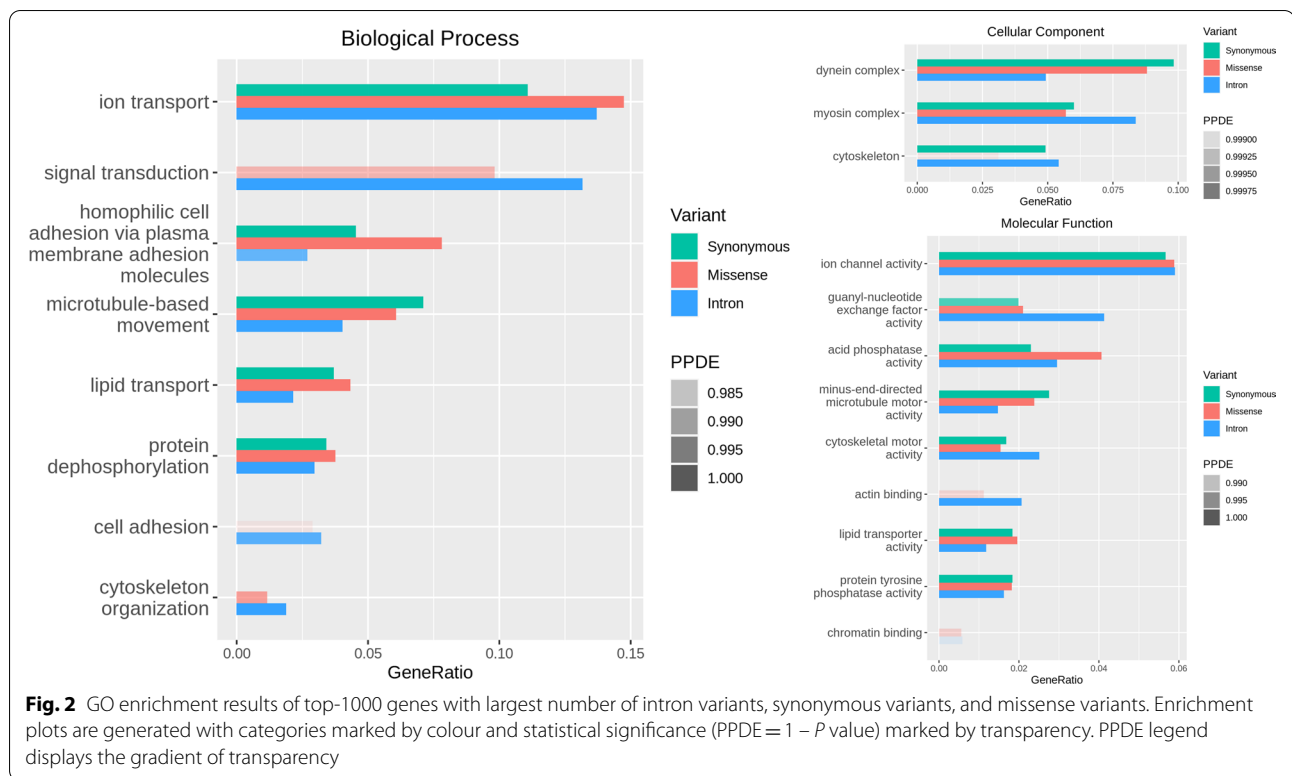 Biological Process
ion transport
signal transduction
homophilic cell
adhesion via plasma
membrane adhesion
molecules
microtubule-based
movement
lipid transport
protein
dephosphorylation
cell adhesion
cytoskeleton
organization
0.00 0.05 0.10 0.15
GeneRatio
Variant
Synonymous
Missense
Intron
PPDE
0.985
0.990
0.995
1.000
Cellular Component
dynein complex
myosin complex
cytoskeleton
0.000 0.025 0.050 0.075 0.100
GeneRatio
Variant
Synonymous
Missense
Intron
PPDE
0.99900
0.99925
0.99950
0.99975
Molecular Function
ion channel activity
guanyl-nucleotide
exchange factor
activity
acid phosphatase
activity
minus-end-directed
microtubule motor
activity
cytoskeletal motor
activity
actin binding
lipid transporter
activity
protein tyrosine
phosphatase activity
chromatin binding
0.00 0.02 0.04 0.06
GeneRatio
Variant
Synonymous
Missense
Intron
PPDE
0.990
0.995
1.000
Fig. 2 GO enrichment results of top-1000 genes with largest number of intron variants, synonymous variants, and missense variants. Enrichment
plots are generated with categories marked by colour and statistical significance (PPDE = 1 – P value) marked by transparency. PPDE legend
displays the gradient of transparency